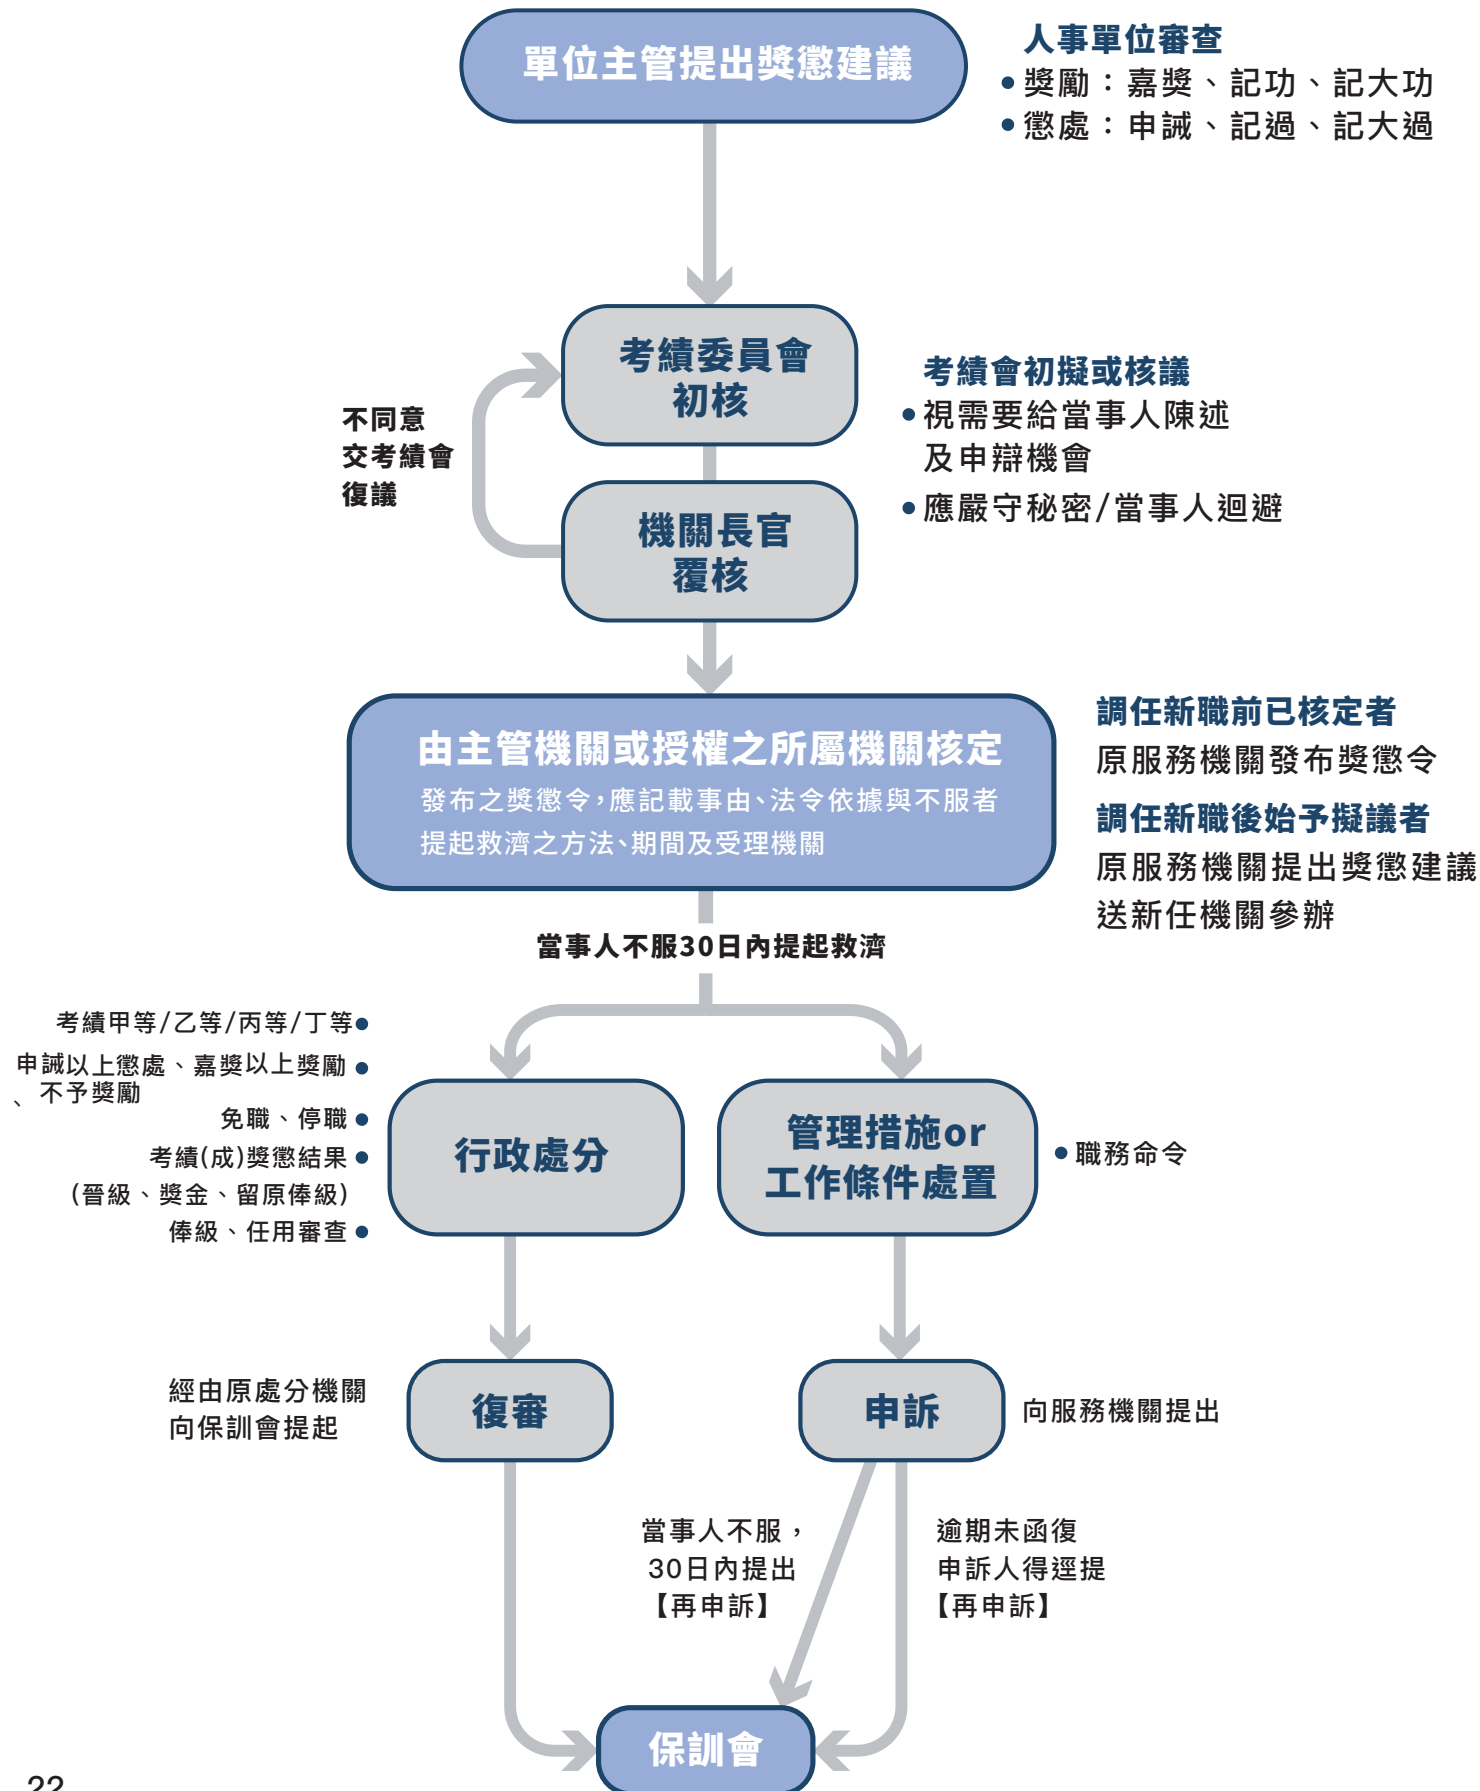 單位主管提出獎懲建議
人事單位審查
•獎勵：嘉獎、記功、記大功
•懲處：申誡、記過、記大過
考績委員會
初核
不同意
交考績會
復議
考績會初擬或核議
•視需要給當事人陳述
及申辯機會
•應嚴守秘密/當事人迴避
機關長官
覆核
由主管機關或授權之所屬機關核定
發布之獎懲令，應記載事由、法令依據與不服者
提起救濟之方法、期間及受理機關
調任新職前已核定者
原服務機關發布獎懲令
調任新職後始予擬議者
原服務機關提出獎懲建議
送新任機關參辦
當事人不服30日內提起救濟
考績甲等/乙等/丙等/丁等•
申誡以上懲處、嘉獎以上獎勵•
、不予獎勵
免職、停職•
考績(成)獎懲結果•
(晉級、獎金、留原俸級)
俸級、任用審查•
行政處分
管理措施or
工作條件處置
•職務命令
經由原處分機關
向保訓會提起
復審
申訴
向服務機關提出
當事人不服，
30日內提出
【再申訴】
逾期未函復
申訴人得逕提
【再申訴】
保訓會
22